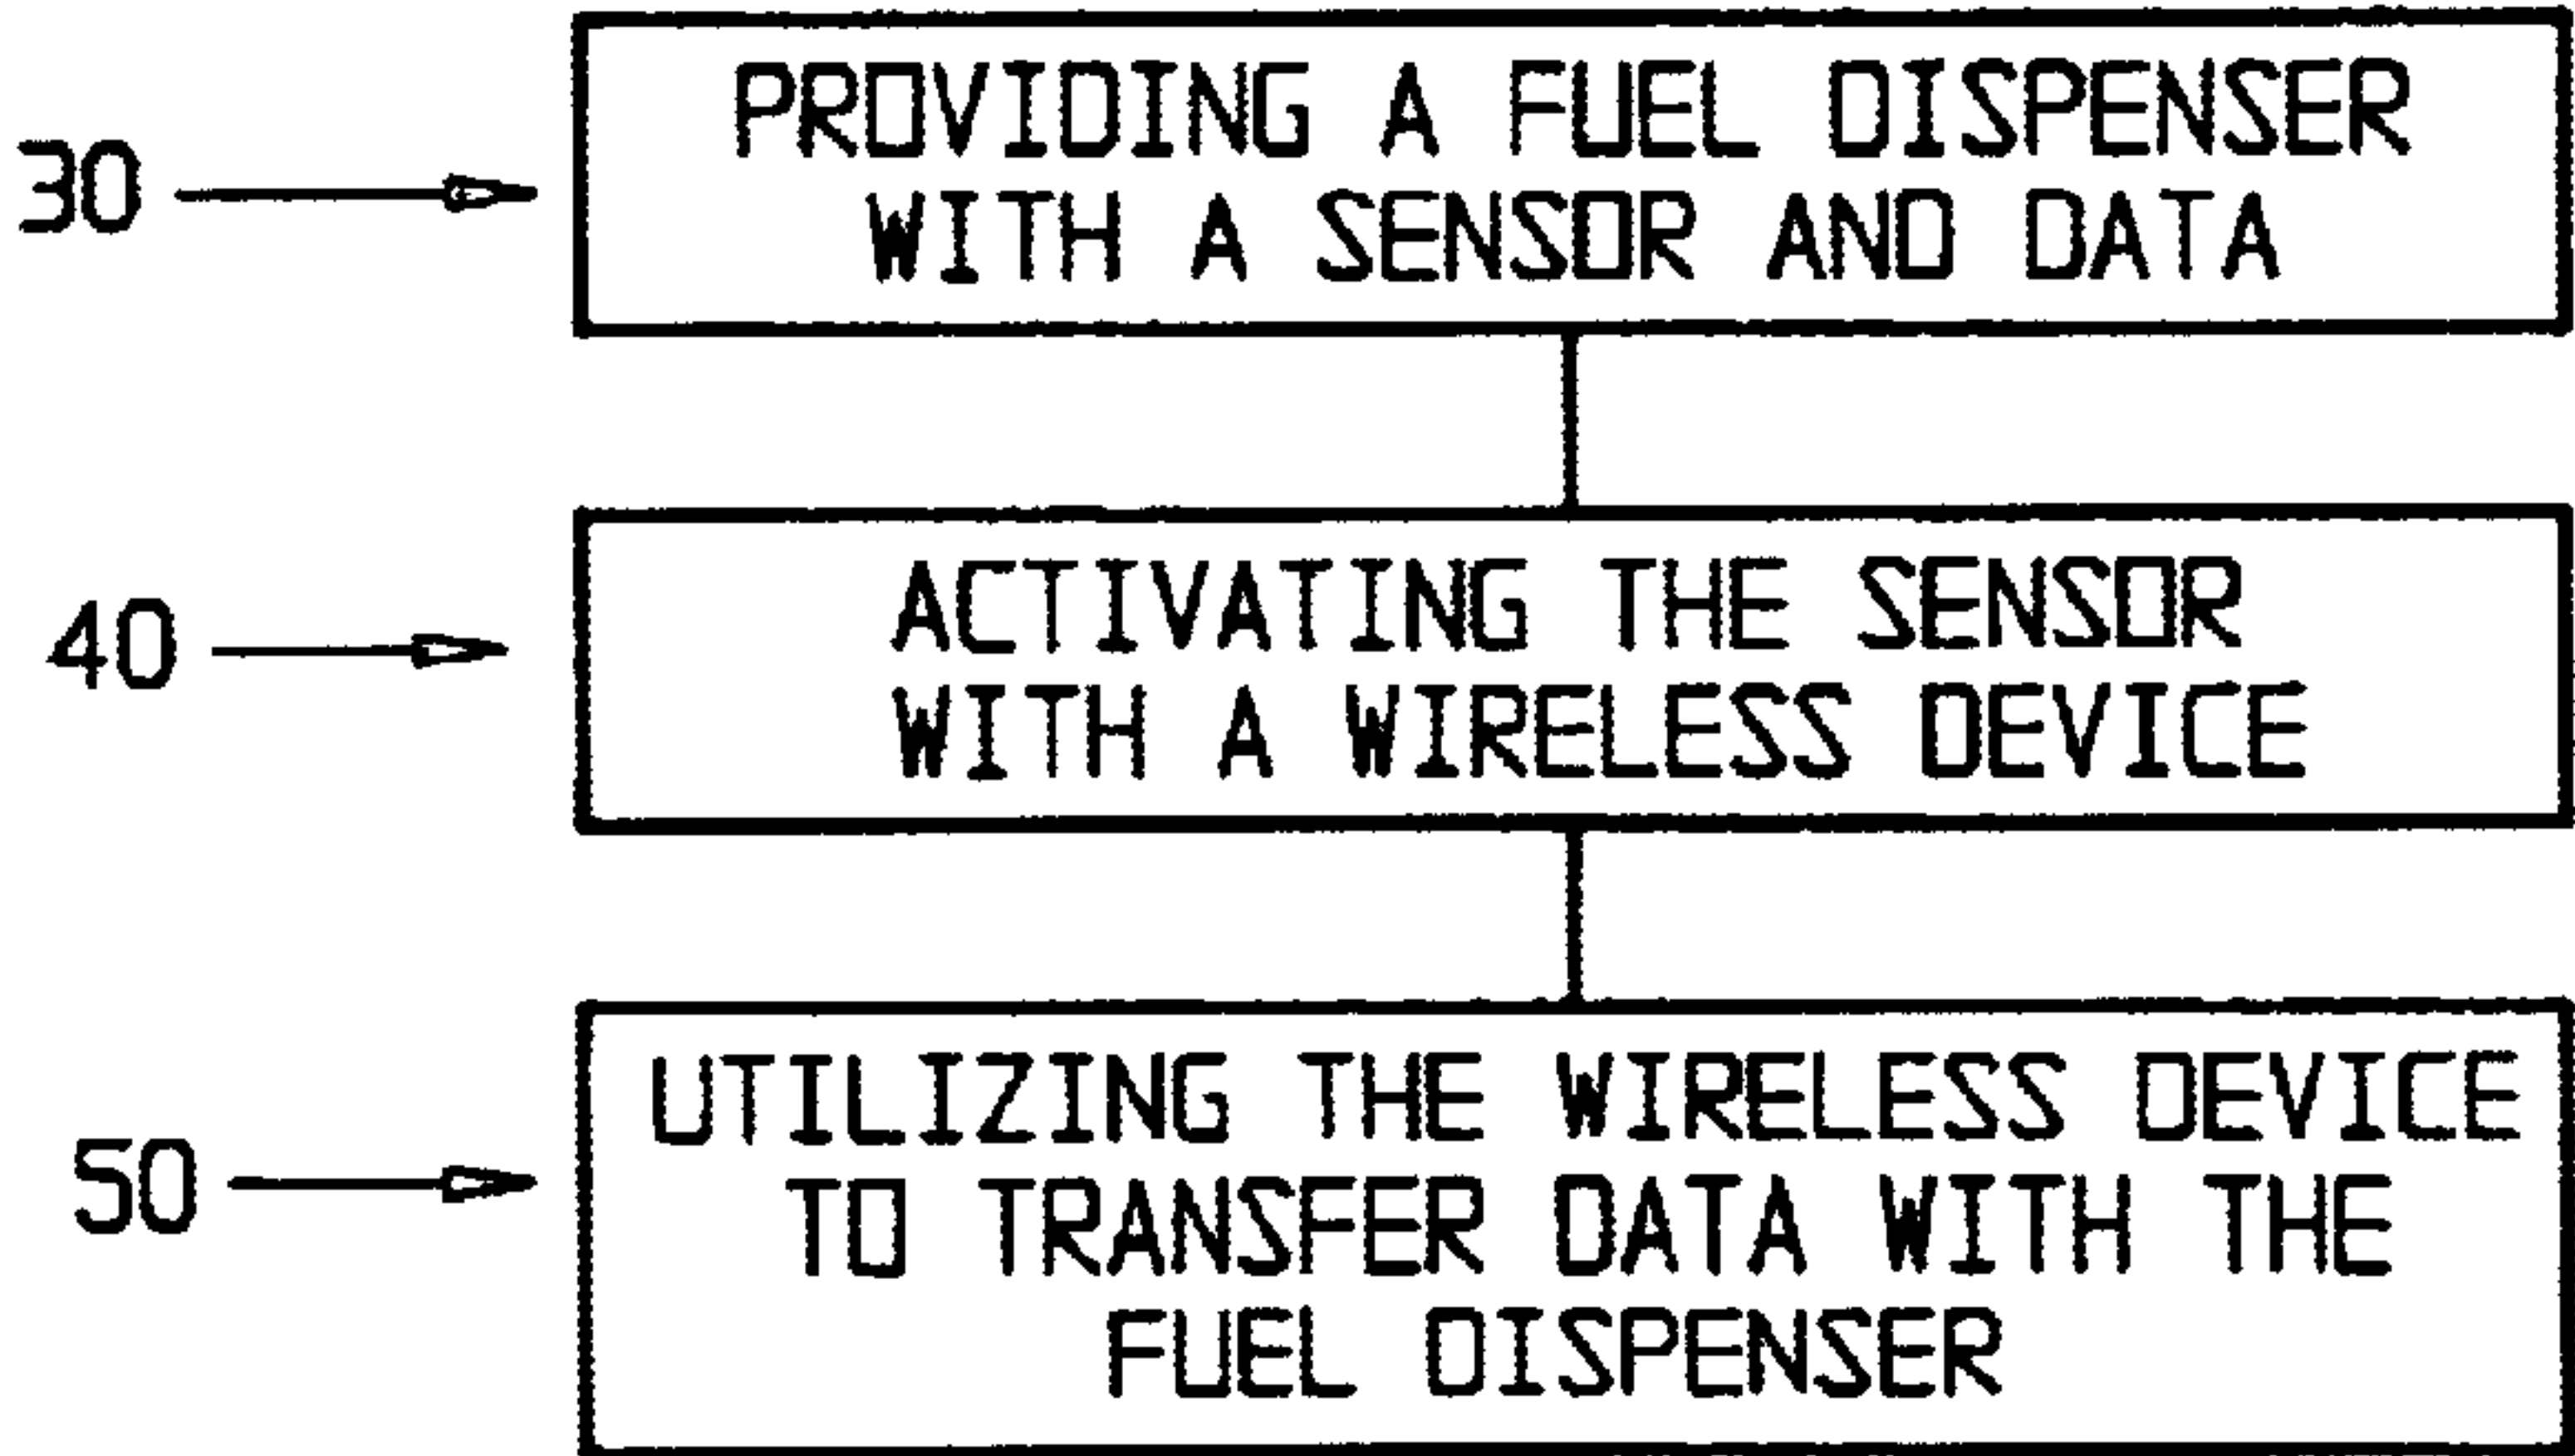 30
PROVIDING A FUEL DISPENSER
WITH A SENSOR AND DATA
40
ACTIVATING THE SENSOR
WITH A WIRELESS DEVICE
50
UTILIZING THE WIRELESS DEVICE
TO TRANSFER DATA WITH THE
FUEL DISPENSER